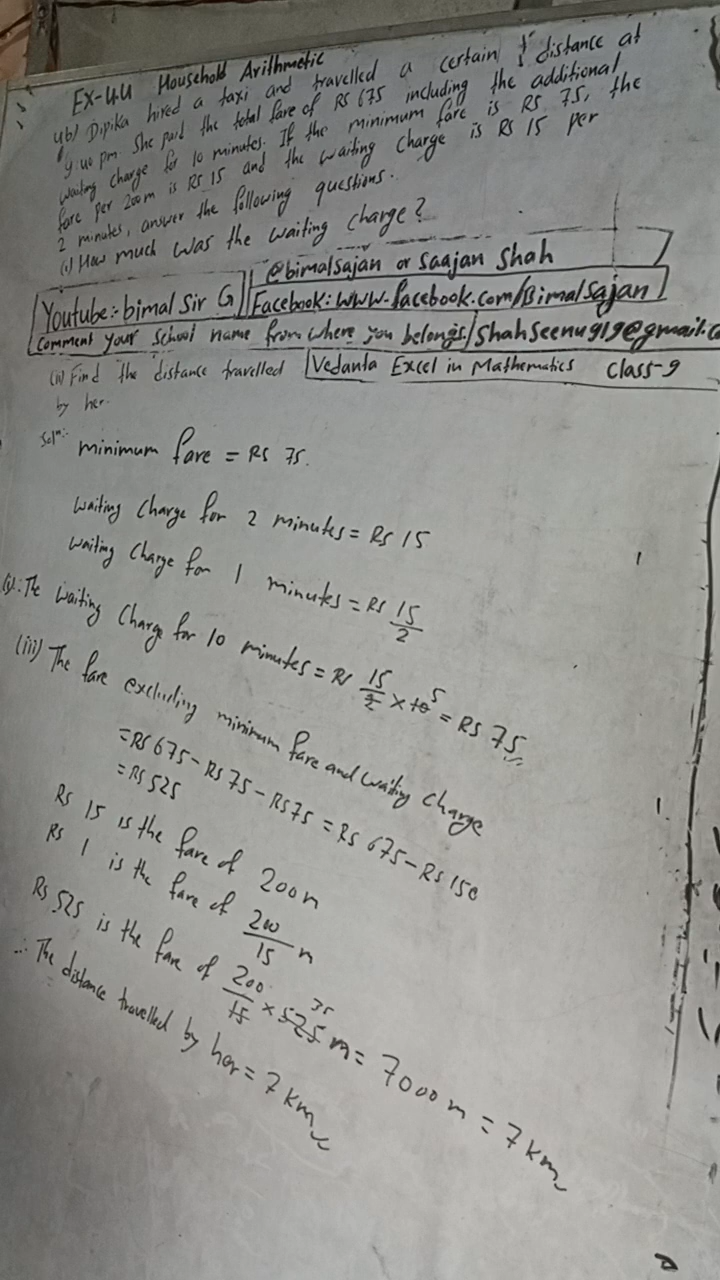 Ex-4.4 Household Arithmetic
4b) Dipika hired a taxi and travelled a certain distance at
9:40 pm. She paid the total fare of RS 675 including the additional
waiting charge for 10 minutes. If the minimum fare is RS 75, the
fare per 200m is RS 15 and the waiting charge is RS 15 per
2 minutes, answer the following questions.
(i) How much was the waiting charge?
@bimalsajan or Saajan Shah
Youtube:- bimal Sir G
Facebook: www.facebook.com/Bimalsajan
Comment your School name from where you belongs/shahseenu919@gmail.c
(ii) Find the distance travelled
by her.
Vedanta Excel in Mathematics Class-9
Solⁿ:-
minimum fare = RS 75.
Waiting Charge for 2 minutes = RS 15
Waiting Charge for 1 minutes = RS 15/2
(i) ∴ The Waiting Charge for 10 minutes = RS 15/2 × 10 5 = RS 75
(iii) The fare excluding minimum fare and waiting charge
= RS 675 - RS 75 - RS 75 = RS 675 - RS 150
= RS 525
RS 15 is the fare of 200 m
RS 1 is the fare of 200/15 m
RS 525 is the fare of 200/15 × 525 35 m = 7000 m = 7 km
∴ The distance travelled by her = 7 km